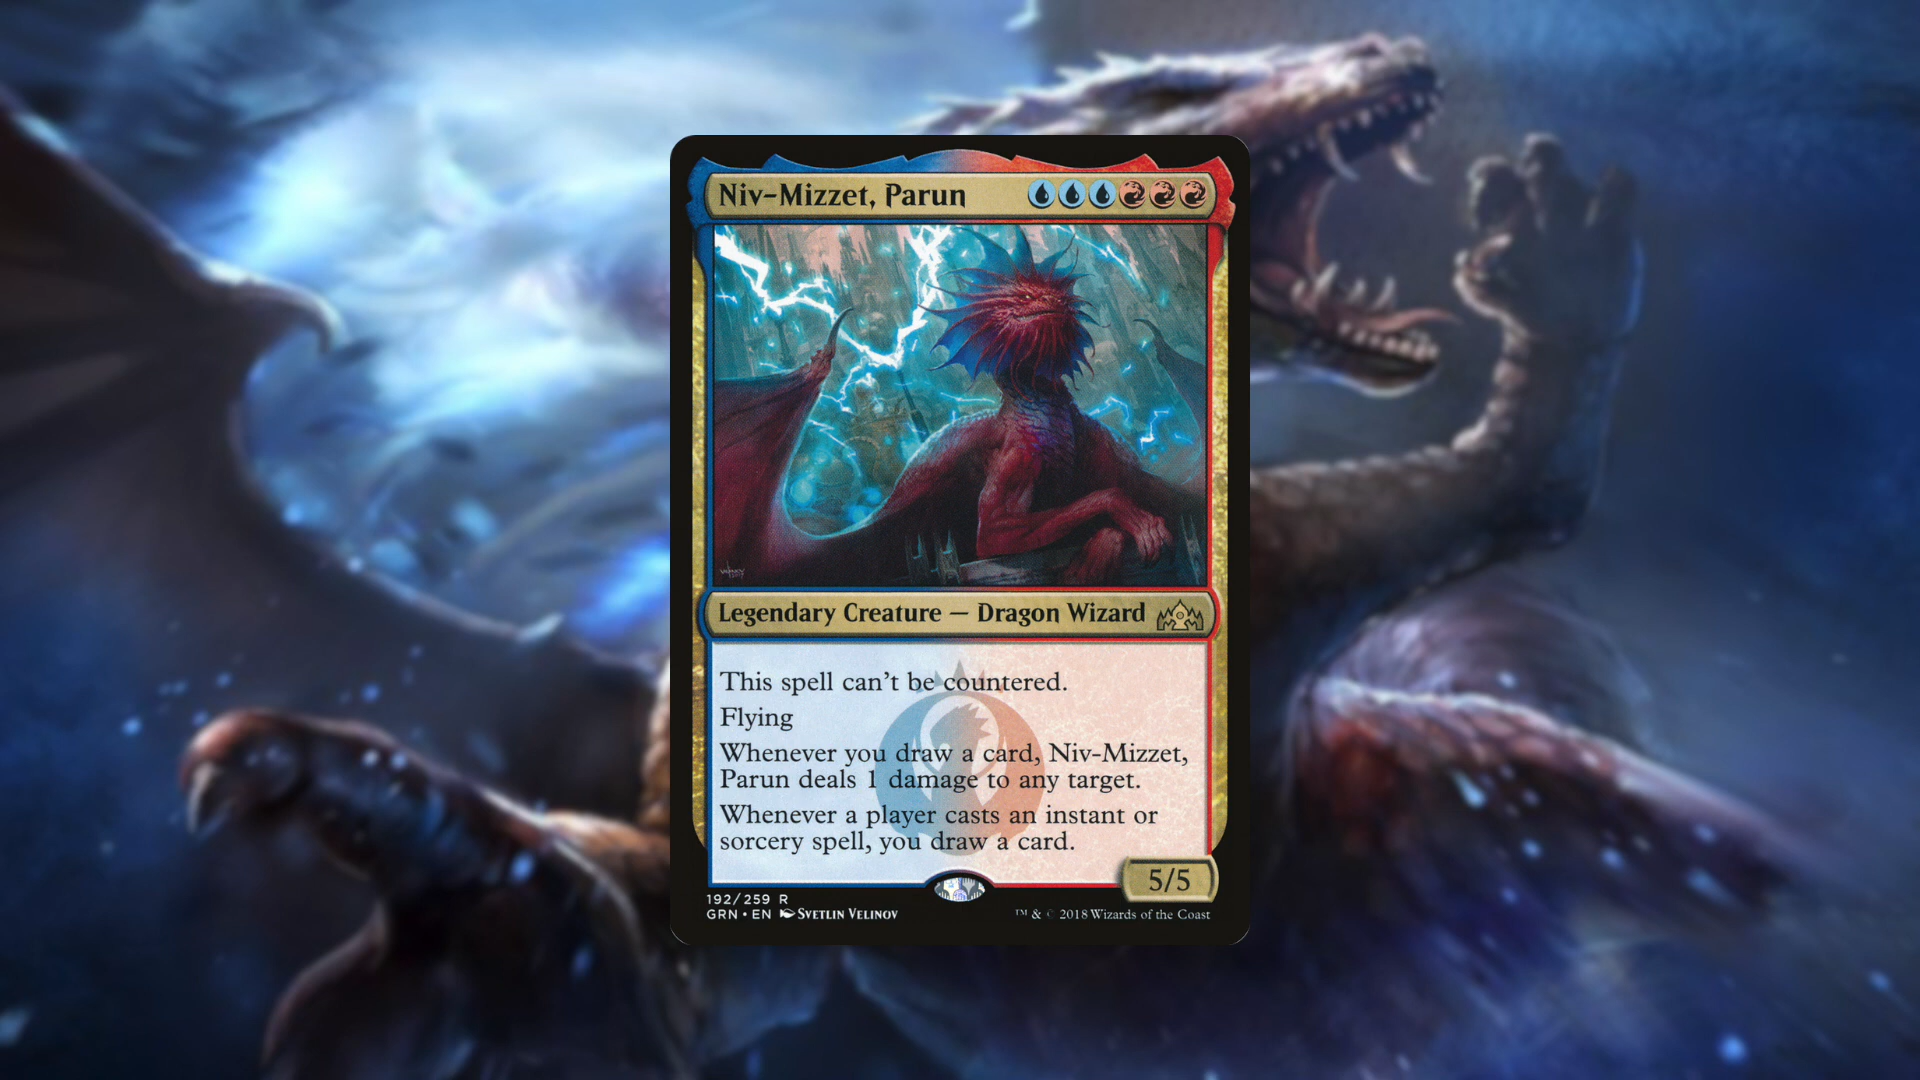 Niv-Mizzet, Parun
Legendary Creature — Dragon Wizard
This spell can't be countered.
Flying
Whenever you draw a card, Niv-Mizzet,
Parun deals 1 damage to any target.
Whenever a player casts an instant or
sorcery spell, you draw a card.
5/5
192/259 R
GRN • EN Svetlin Velinov
™ & © 2018 Wizards of the Coast